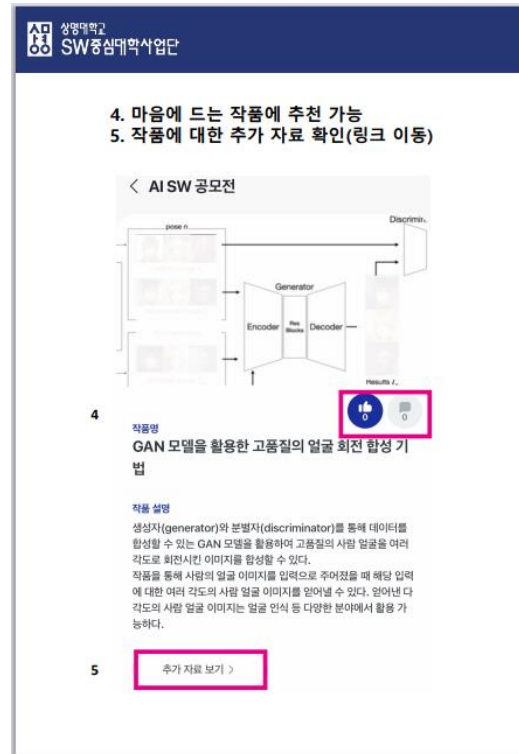 상명대학교
SW중심대학사업단
4. 마음에 드는 작품에 추천 가능
5. 작품에 대한 추가 자료 확인(링크 이동)
< AI SW 공모전
pose n
Discrimin.
Generator
Encoder
Res
Blocks
Decoder
Results /.
0
0
4
작품명
GAN 모델을 활용한 고품질의 얼굴 회전 합성 기
법
작품 설명
생성자(generator)와 분별자(discriminator)를 통해 데이터를
합성할 수 있는 GAN 모델을 활용하여 고품질의 사람 얼굴을 여러
각도로 회전시킨 이미지를 합성할 수 있다.
작품을 통해 사람의 얼굴 이미지를 입력으로 주어졌을 때 해당 입력
에 대한 여러 각도의 사람 얼굴 이미지를 얻어낼 수 있다. 얻어낸 다
각도의 사람 얼굴 이미지는 얼굴 인식 등 다양한 분야에서 활용 가
능하다.
5
추가 자료 보기 >